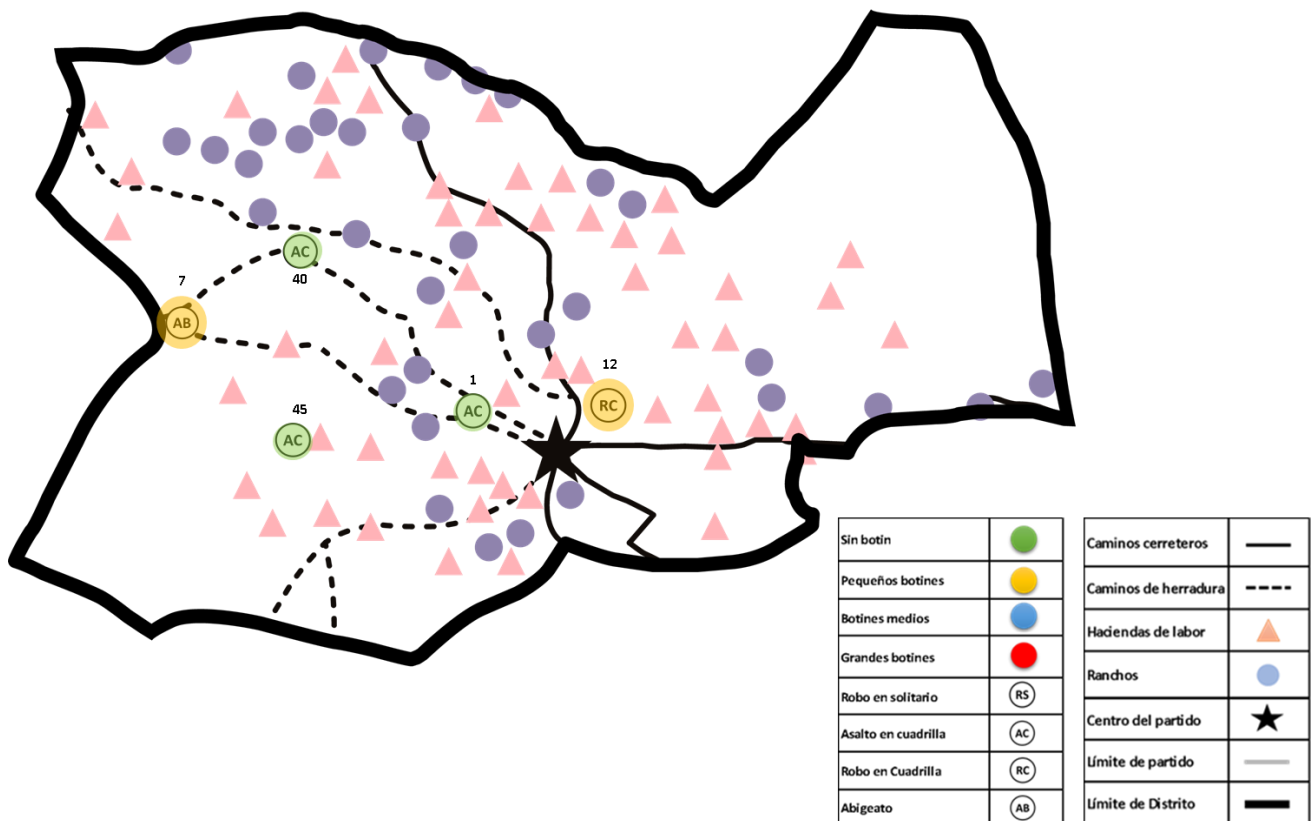 7
AB
AC
40
1
AC
12
RC
45
AC
Sin botin
Pequeños botines
Botines medios
Grandes botines
Robo en solitario RS
Asalto en cuadrilla AC
Robo en Cuadrilla RC
Abigeato AB
Caminos cerreteros
Caminos de herradura
Haciendas de labor
Ranchos
Centro del partido
Límite de partido
Límite de Distrito